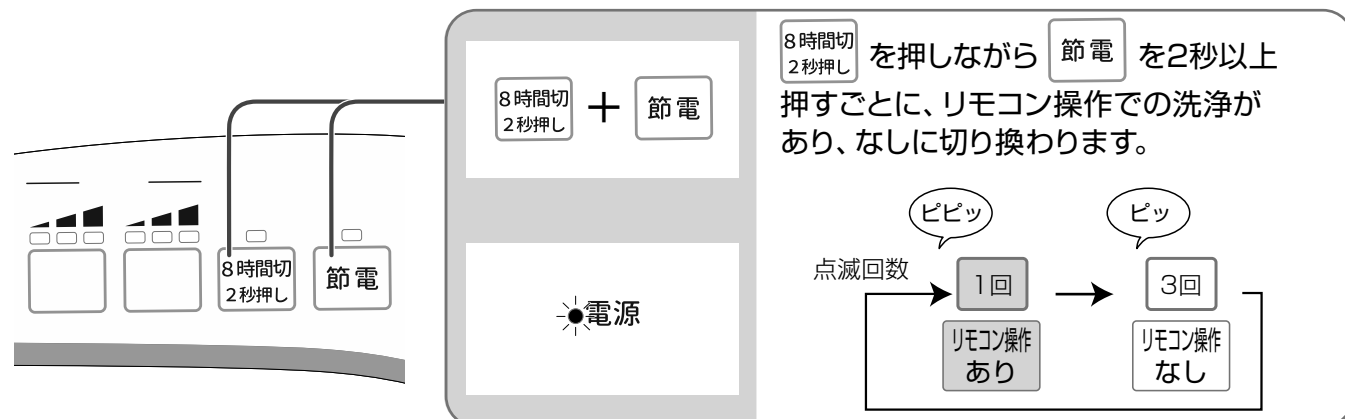 8時間切
2秒押し
節電
8時間切
2秒押し
＋
節電
電源
8時間切
2秒押し
を押しながら 節電 を2秒以上
押すごとに、リモコン操作での洗浄が
あり、なしに切り換わります。
ピピッ
ピッ
点滅回数
1回
3回
リモコン操作
あり
リモコン操作
なし